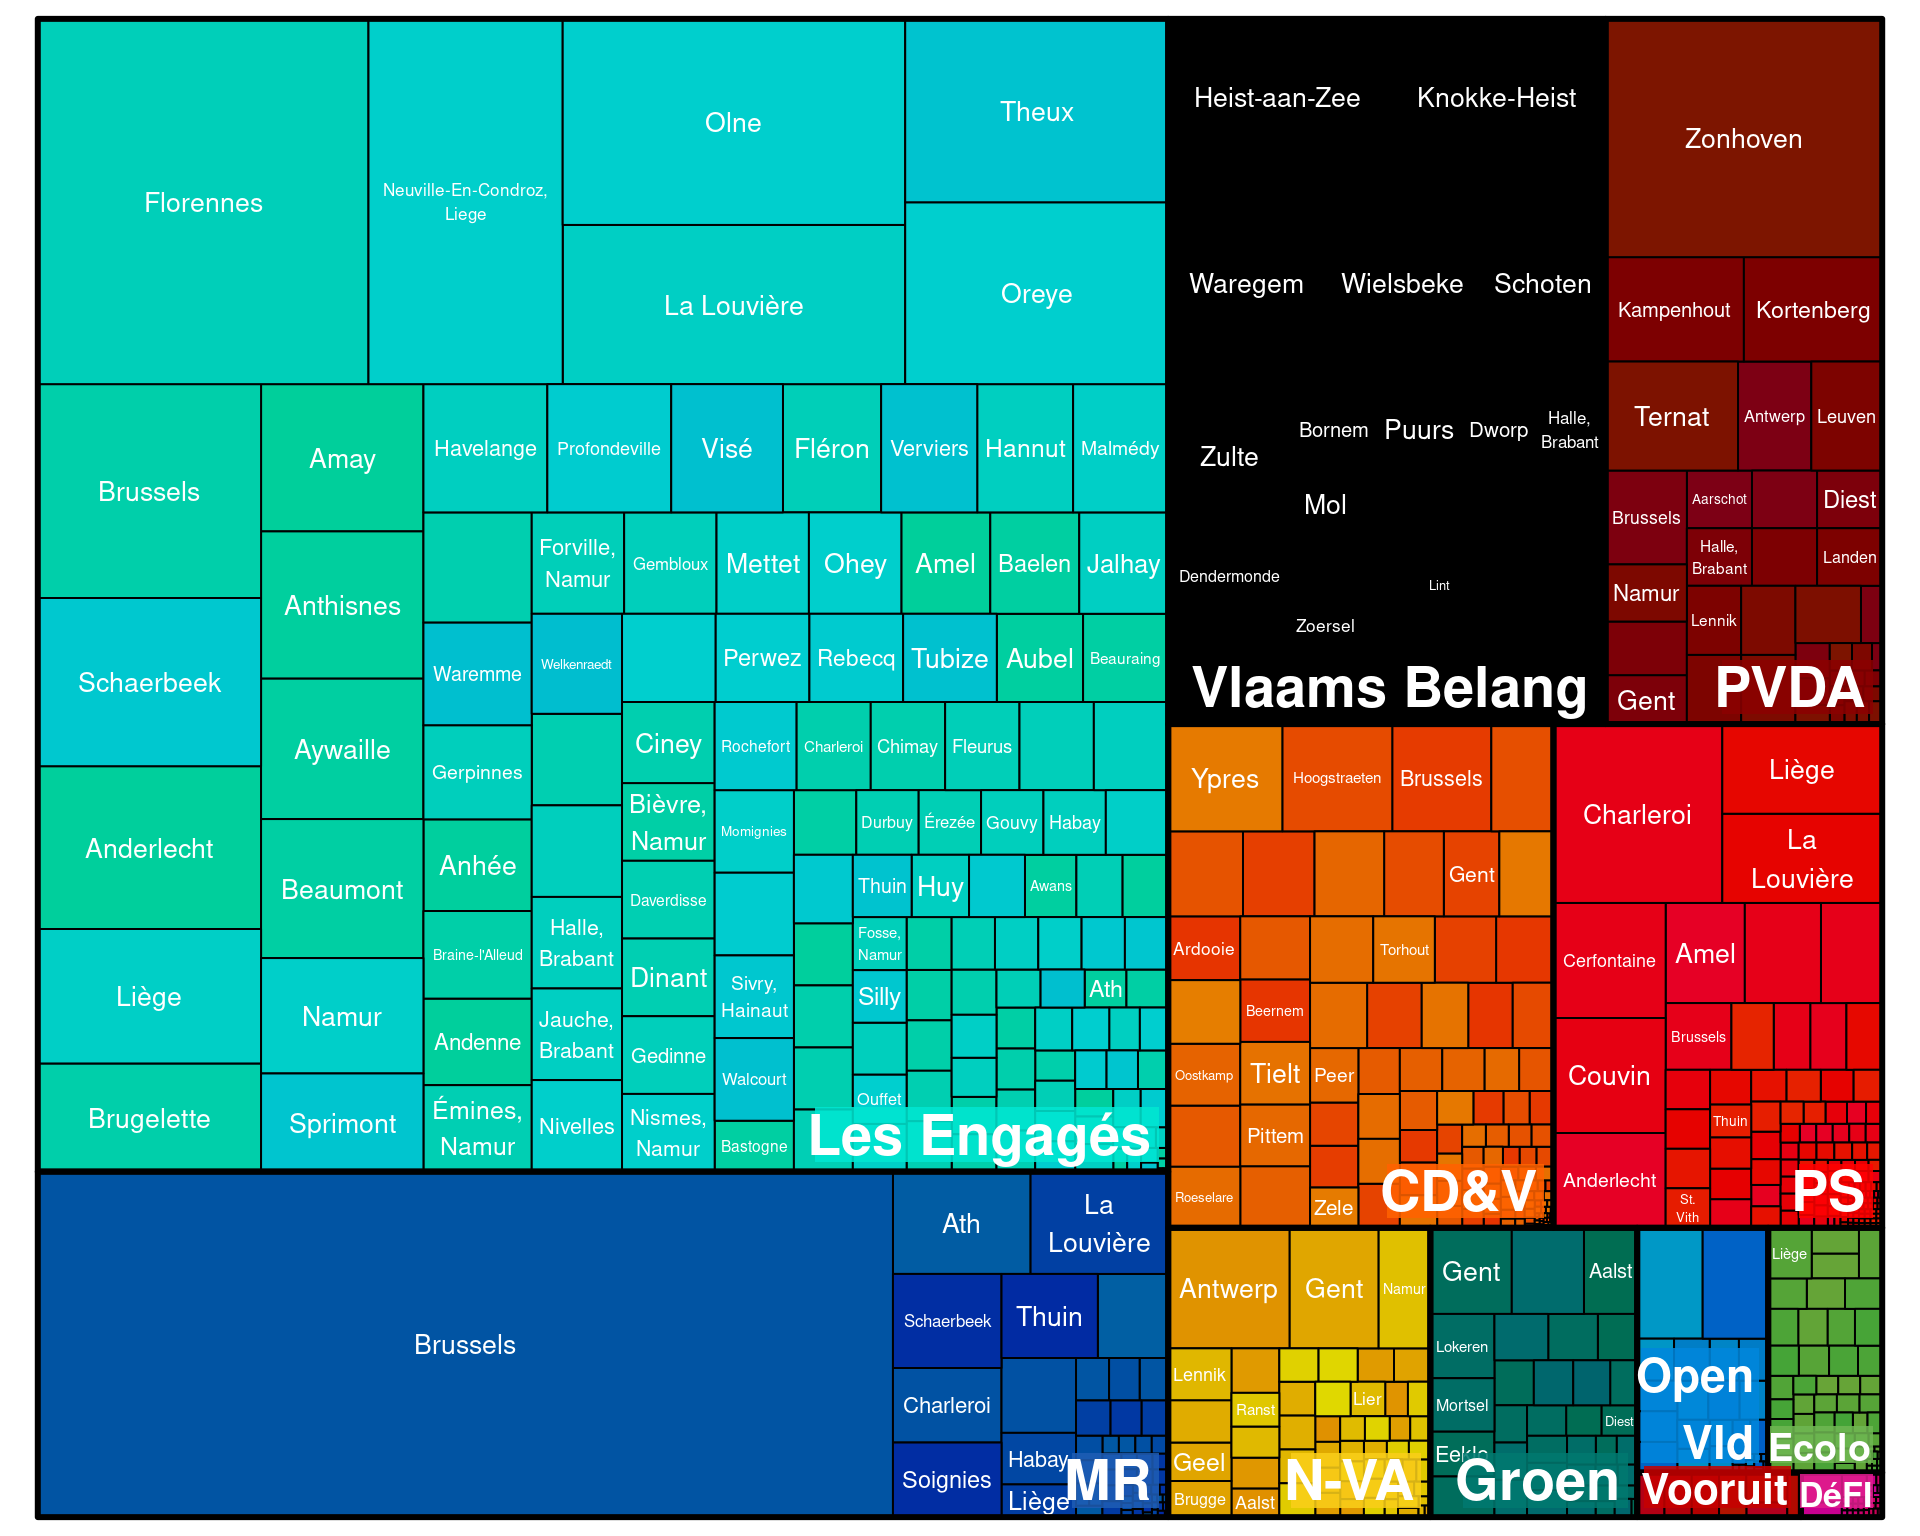 Florennes
Neuville-En-Condroz,
Liege
Olne
Theux
La Louvière
Oreye
Brussels
Schaerbeek
Anderlecht
Liège
Brugelette
Amay
Anthisnes
Aywaille
Beaumont
Namur
Sprimont
Havelange
Profondeville
Visé
Fléron
Verviers
Hannut
Malmédy
Waremme
Gerpinnes
Anhée
Braine-l'Alleud
Andenne
Émines,
Namur
Forville,
Namur
Gembloux
Mettet
Ohey
Amel
Baelen
Jalhay
Welkenraedt
Halle,
Brabant
Jauche,
Brabant
Nivelles
Perwez
Rebecq
Tubize
Aubel
Beauraing
Ciney
Bièvre,
Namur
Daverdisse
Dinant
Gedinne
Nismes,
Namur
Rochefort
Charleroi
Chimay
Fleurus
Momignies
Sivry,
Hainaut
Walcourt
Bastogne
Durbuy
Érezée
Gouvy
Habay
Thuin
Huy
Awans
Fosse,
Namur
Silly
Ath
Ouffet
Les Engagés
Heist-aan-Zee
Knokke-Heist
Waregem
Wielsbeke
Schoten
Zulte
Bornem
Puurs
Dworp
Halle,
Brabant
Mol
Dendermonde
Lint
Zoersel
Vlaams Belang
Zonhoven
Kampenhout
Kortenberg
Ternat
Antwerp
Leuven
Brussels
Aarschot
Diest
Halle,
Brabant
Landen
Namur
Lennik
Gent
PVDA
Ypres
Hoogstraeten
Brussels
Gent
Ardooie
Torhout
Beernem
Oostkamp
Tielt
Peer
Pittem
Roeselare
Zele
CD&V
Charleroi
Liège
La
Louvière
Cerfontaine
Amel
Couvin
Brussels
Thuin
Anderlecht
St.
Vith
PS
Brussels
Ath
La
Louvière
Schaerbeek
Thuin
Charleroi
Soignies
Habay
Liège
MR
Antwerp
Gent
Namur
Lennik
Ranst
Lier
Geel
Brugge
Aalst
N-VA
Gent
Aalst
Lokeren
Mortsel
Diest
Eeklo
Groen
Open
Vld
Liège
Ecolo
Vooruit
DéFI